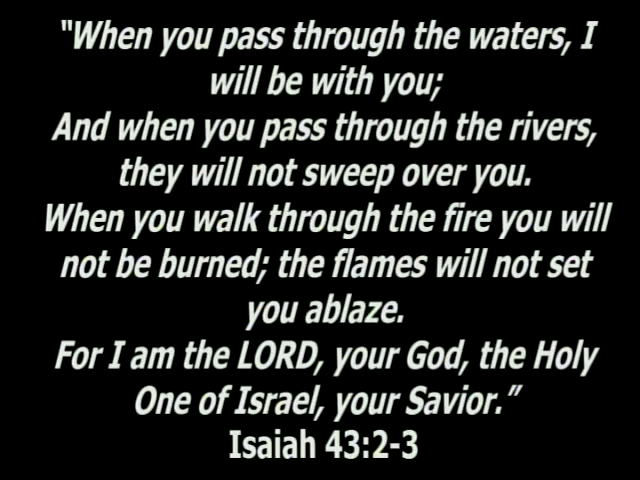 “When you pass through the waters, I
will be with you;
And when you pass through the rivers,
they will not sweep over you.
When you walk through the fire you will
not be burned; the flames will not set
you ablaze.
For I am the LORD, your God, the Holy
One of Israel, your Savior.”
Isaiah 43:2-3